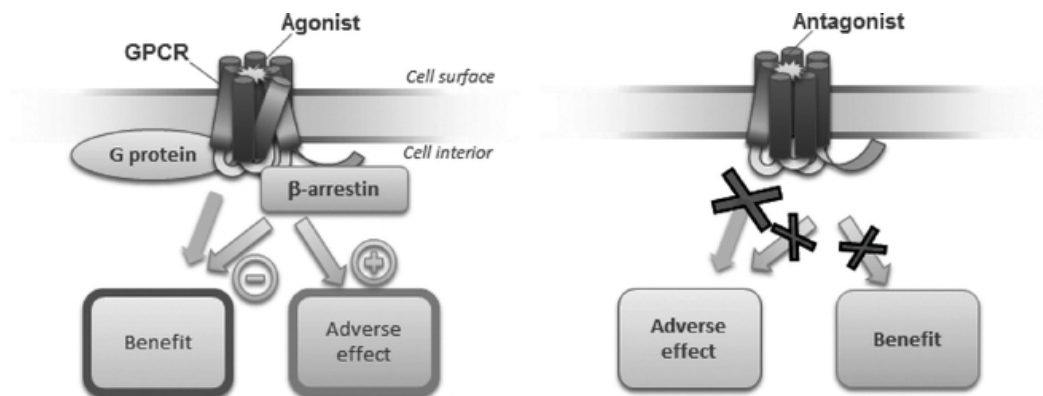 Agonist
GPCR
Cell surface
G protein
Cell interior
β-arrestin
Benefit
Adverse
effect
Antagonist
Adverse
effect
Benefit